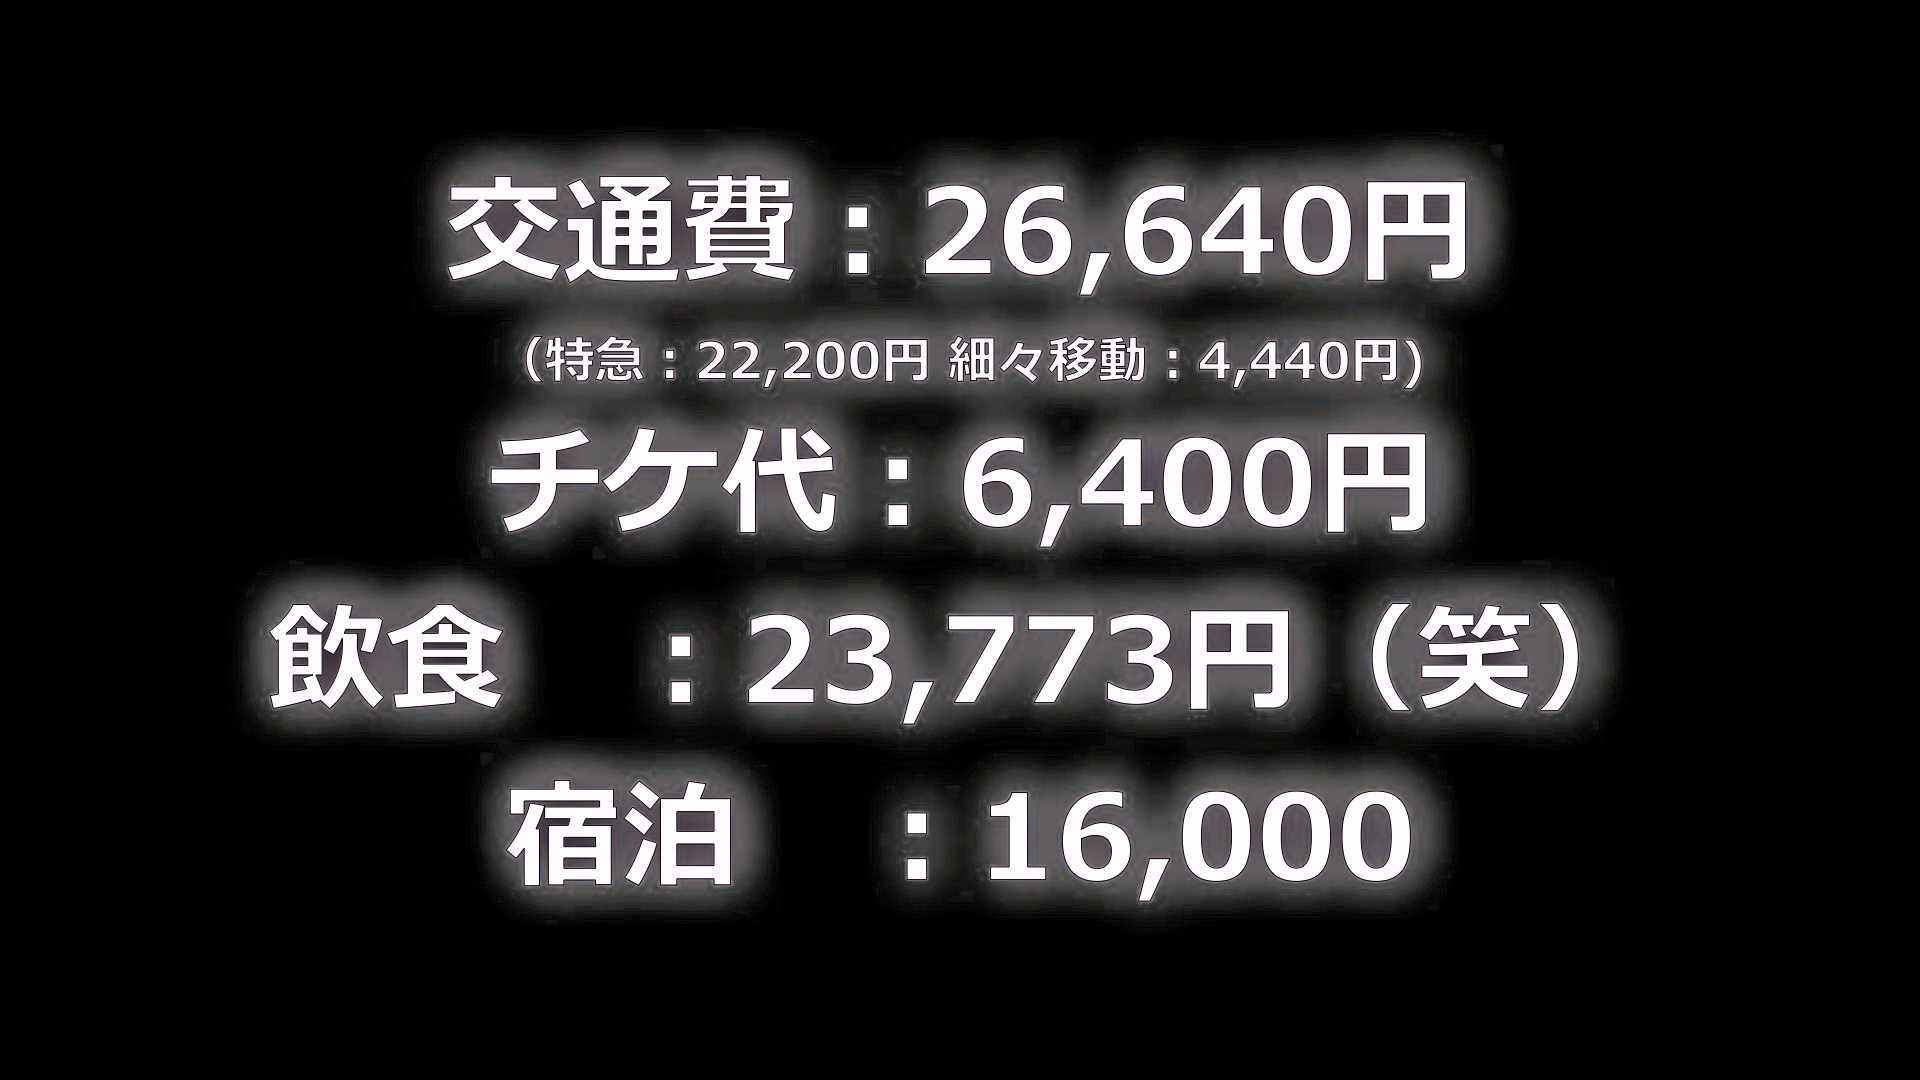 交通費：26,640円
（特急：22,200円 細々移動：4,440円)
チケ代：6,400円
飲食　：23,773円（笑）
宿泊　：16,000